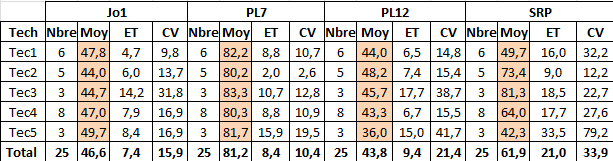 Jo1 PL7 PL12 SRP
Tech Nbre Moy ET CV Nbre Moy ET CV Nbre Moy ET CV Nbre Moy ET CV
Tec1 6 47,8 4,7 9,8 6 82,2 8,8 10,7 6 44,0 6,5 14,8 6 49,7 16,0 32,2
Tec2 5 44,0 6,0 13,7 5 80,2 2,0 2,6 5 48,2 7,4 15,4 5 73,4 9,0 12,2
Tec3 3 44,7 14,2 31,8 3 83,3 10,7 12,8 3 45,7 17,7 38,7 3 81,3 18,5 22,7
Tec4 8 47,0 7,9 16,9 8 80,3 8,8 10,9 8 43,3 6,7 15,5 8 64,0 17,7 27,6
Tec5 3 49,7 8,4 16,9 3 81,7 15,9 19,5 3 36,0 15,0 41,7 3 42,3 33,5 79,2
Total 25 46,6 7,4 15,9 25 81,2 8,4 10,4 25 43,8 9,4 21,4 25 61,9 21,0 33,9